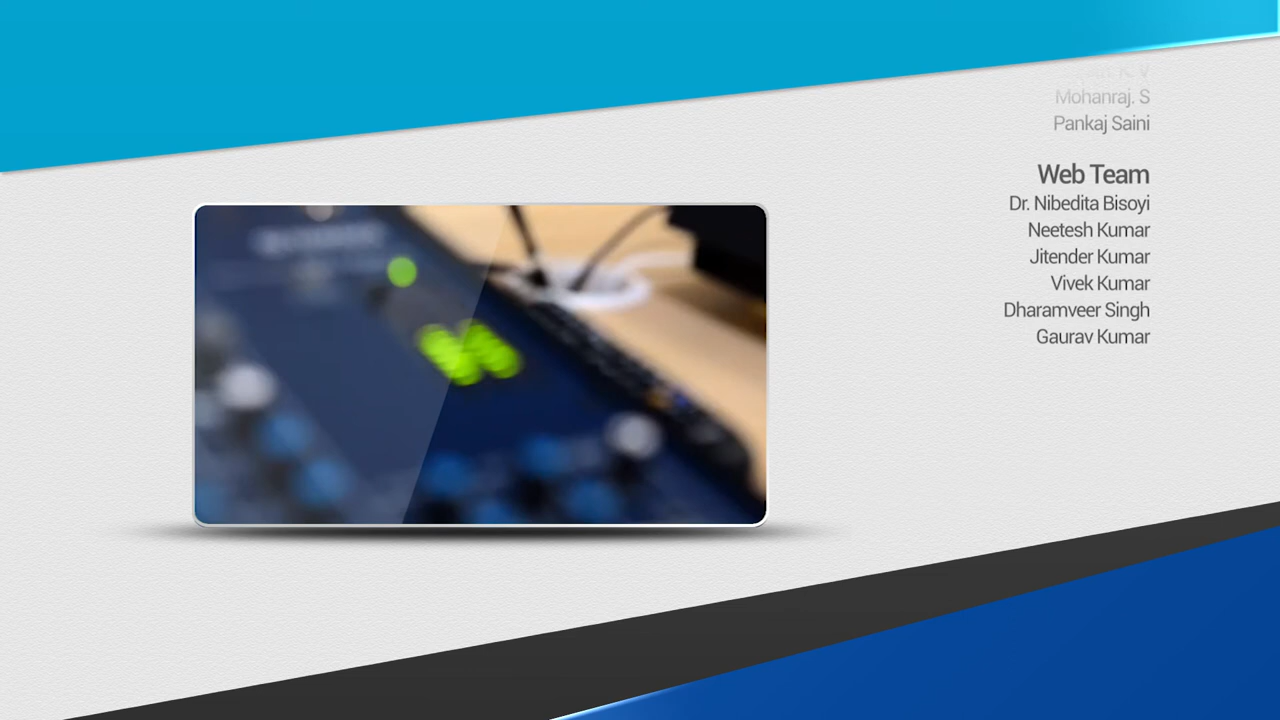 Mohanraj. S
Pankaj Saini
Web Team
Dr. Nibedita Bisoyi
Neetesh Kumar
Jitender Kumar
Vivek Kumar
Dharamveer Singh
Gaurav Kumar